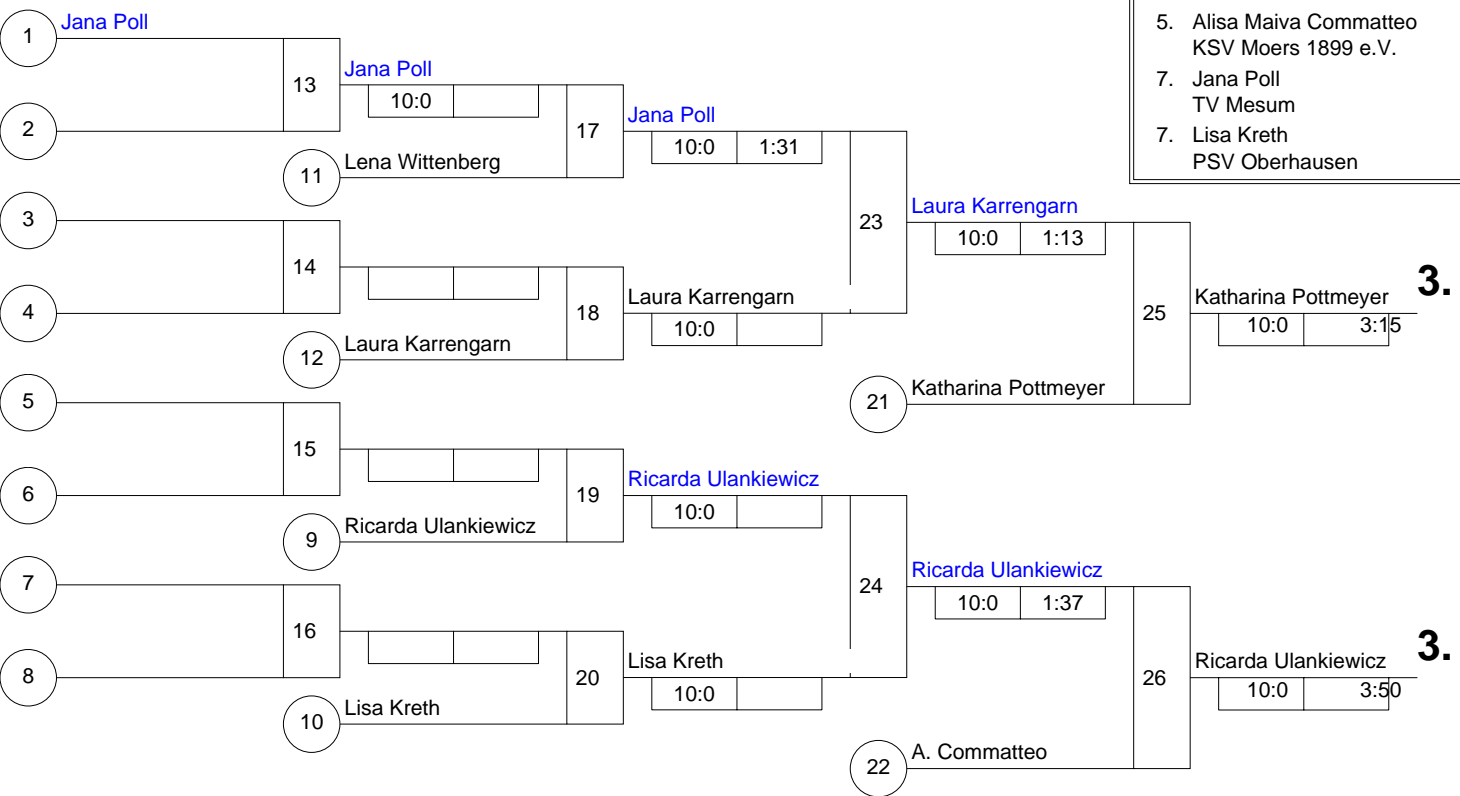 1
Jana Poll
13
2
Jana Poll
10:0
17
11
Lena Wittenberg
Jana Poll
10:0 1:31
3
14
4
12
Laura Karrengarn
18
Laura Karrengarn
10:0
23
Laura Karrengarn
10:0 1:13
25
21
Katharina Pottmeyer
Katharina Pottmeyer
10:0 3:15
3.
5
15
6
9
Ricarda Ulankiewicz
19
Ricarda Ulankiewicz
10:0
7
16
8
10
Lisa Kreth
20
Lisa Kreth
10:0
24
Ricarda Ulankiewicz
10:0 1:37
26
22
A. Commatteo
Ricarda Ulankiewicz
10:0 3:50
3.
5. Alisa Maiva Commatteo
KSV Moers 1899 e.V.
7. Jana Poll
TV Mesum
7. Lisa Kreth
PSV Oberhausen